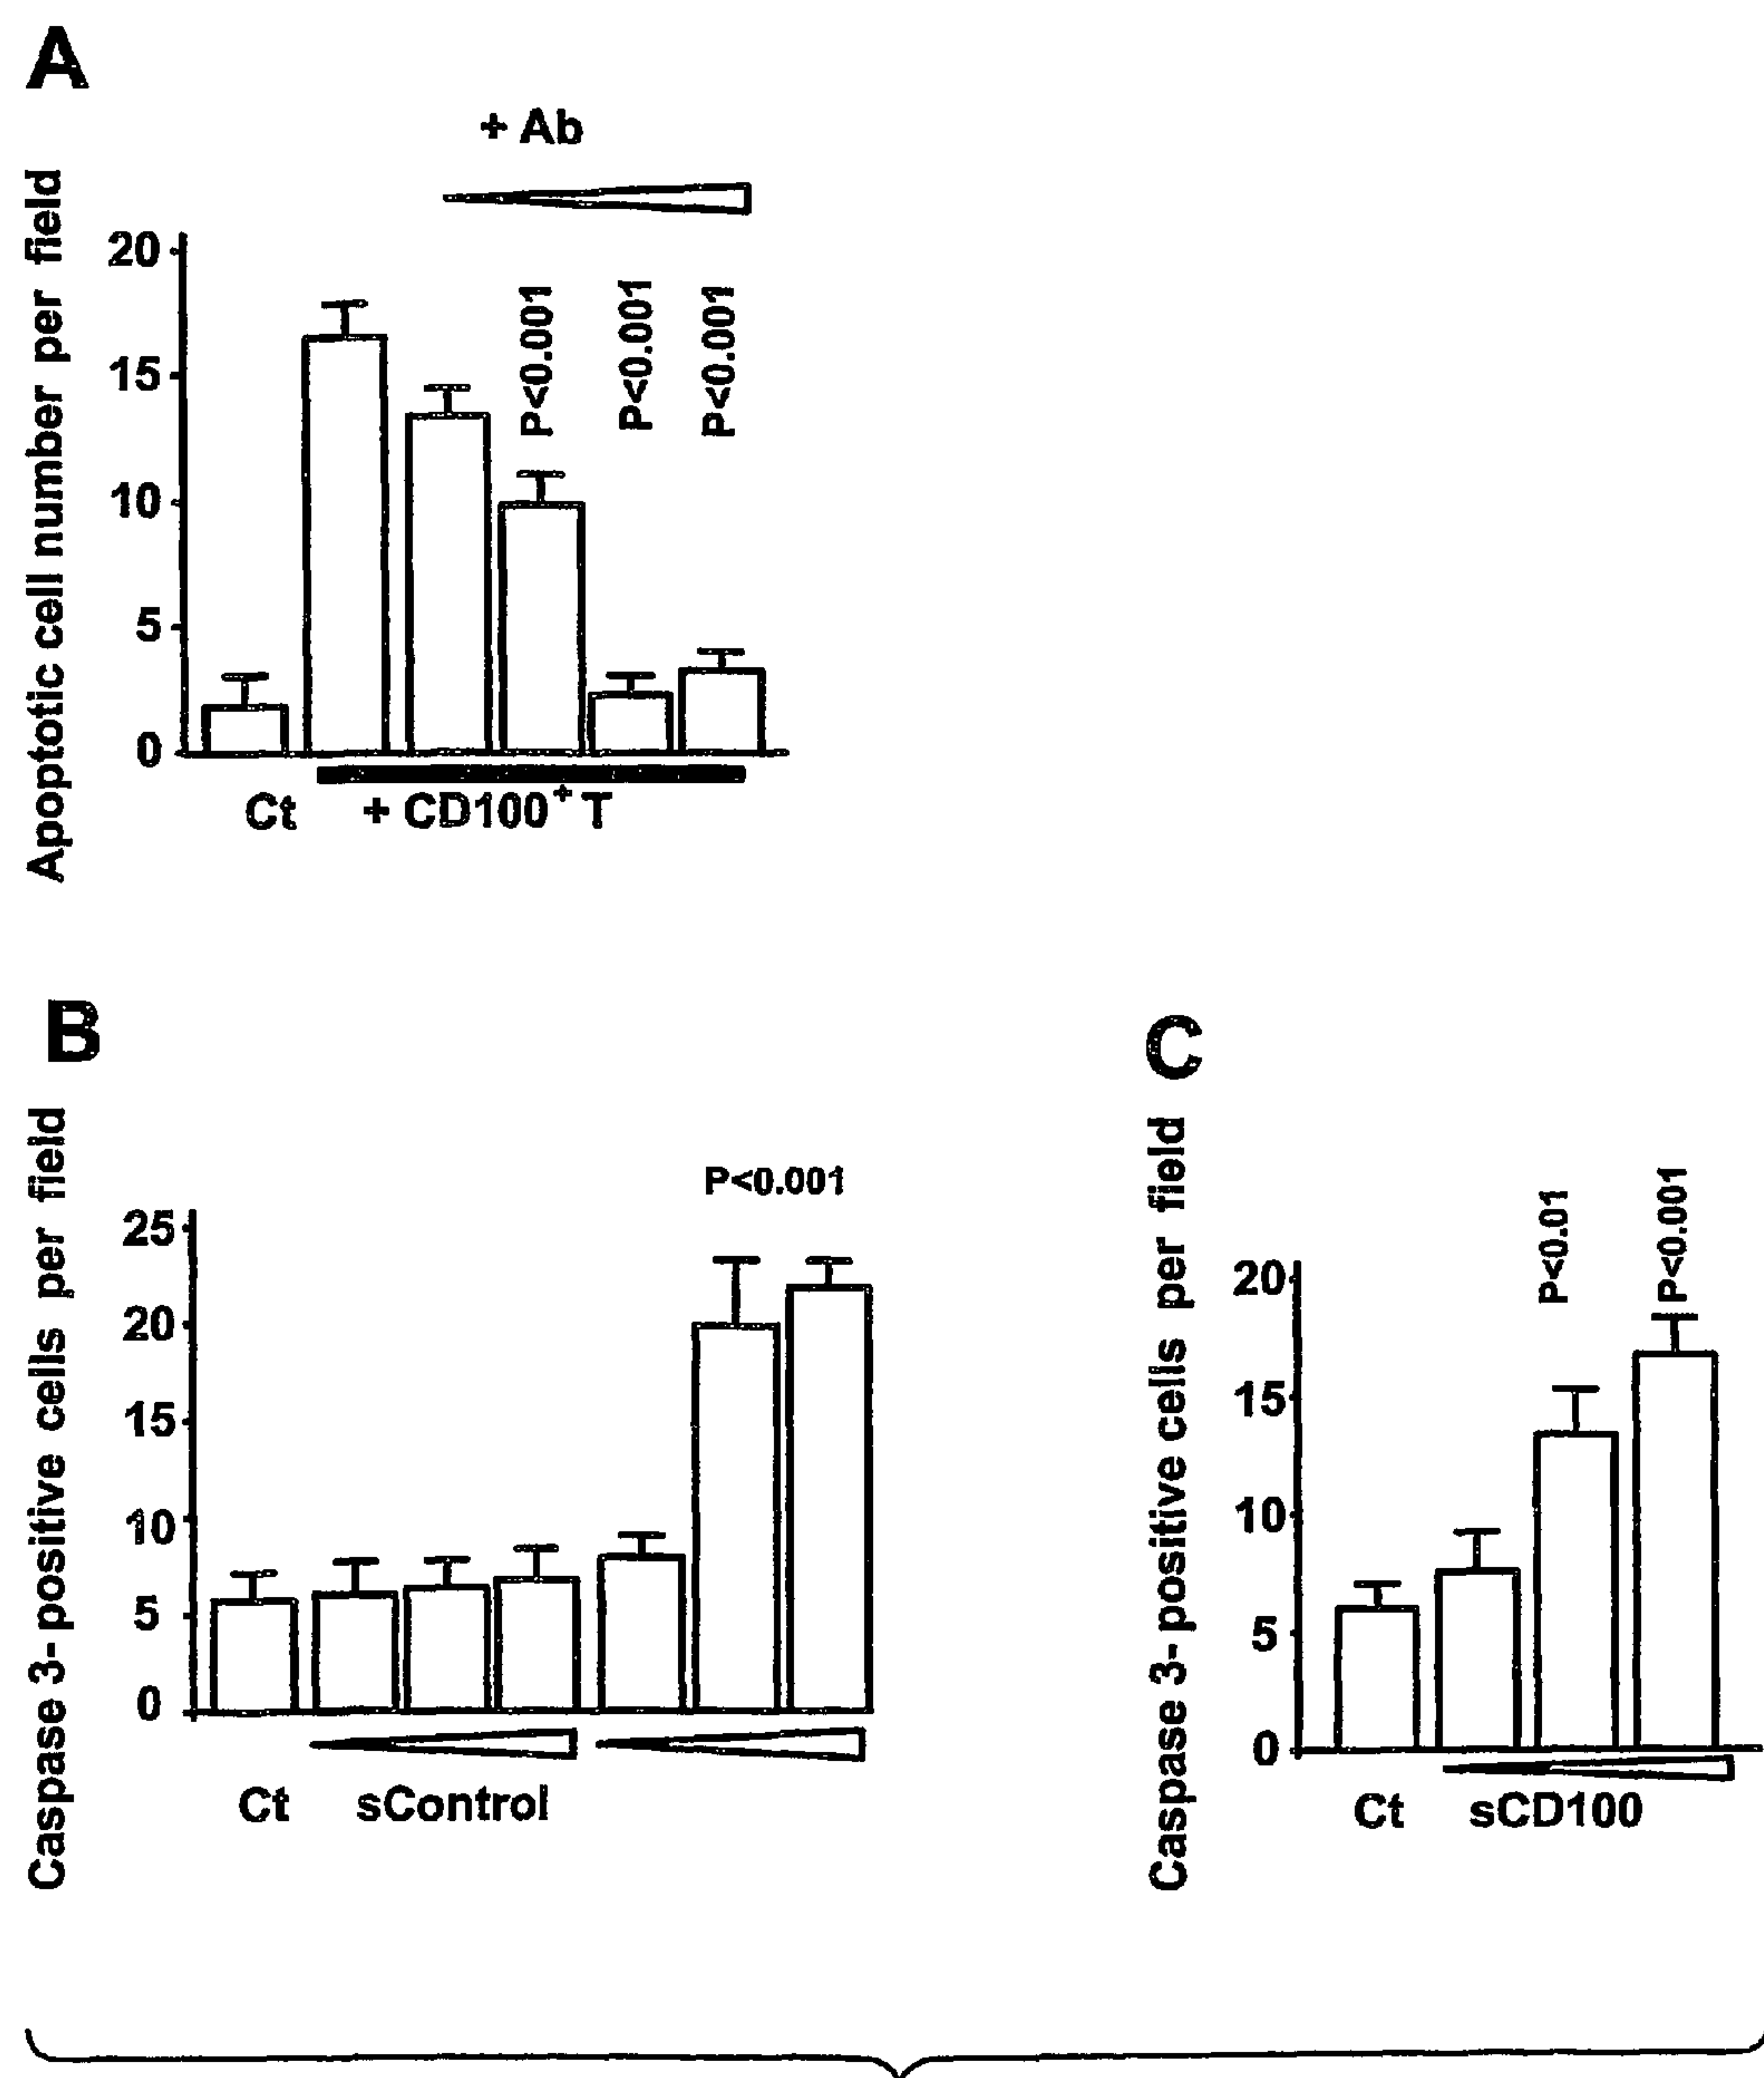 A
+ Ab
Apoptotic cell number per field
20
15
10
5
0
P<0.001
P<0.001
P<0.001
Ct
+ CD100+ T
B
Caspase 3-positive cells per field
25
20
15
10
5
0
P<0.001
Ct
sControl
C
Caspase 3-positive cells per field
20
15
10
5
0
P<0.01
P<0.001
Ct
sCD100